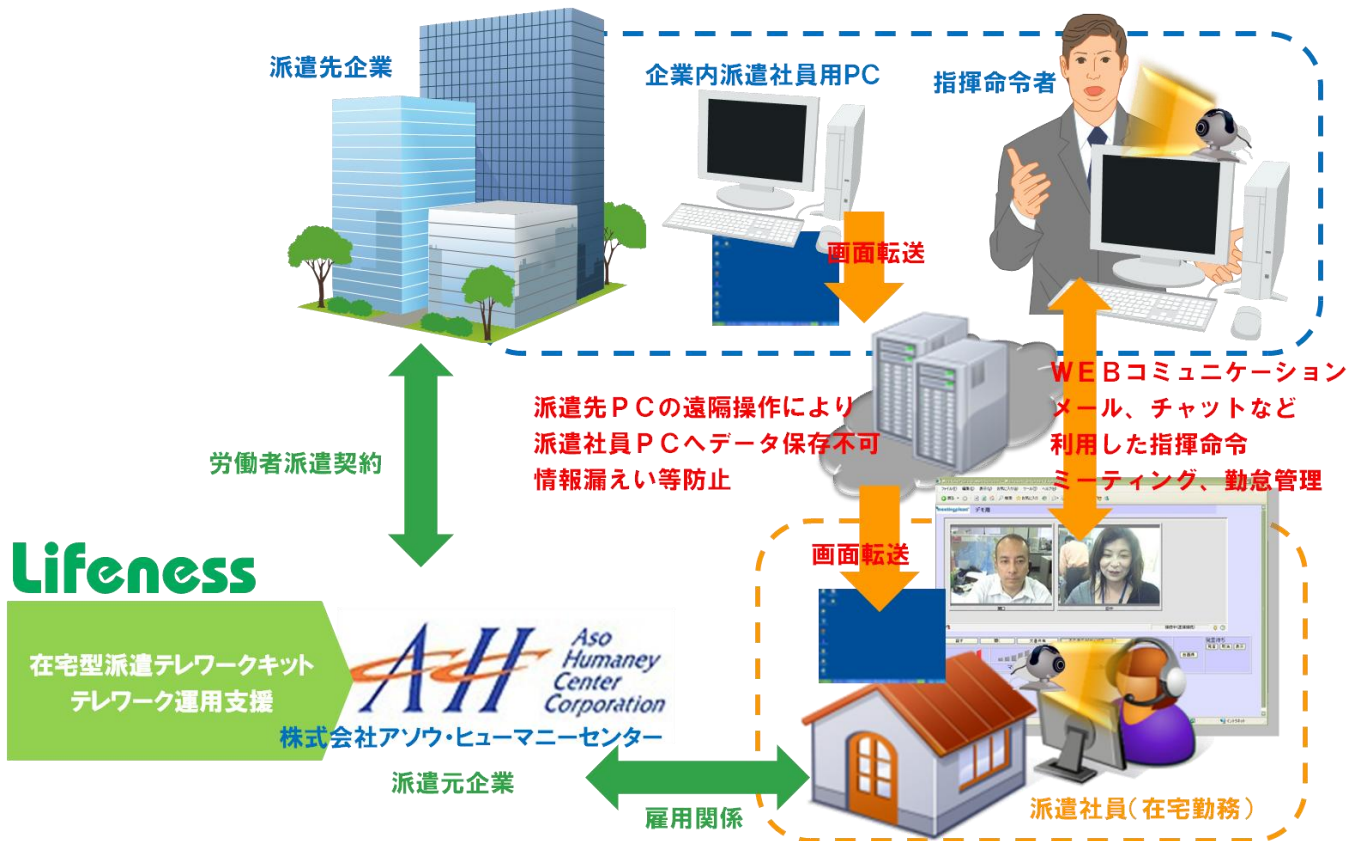 派遣先企業
企業内派遣社員用PC
指揮命令者
画面転送
派遣先ＰＣの遠隔操作により
派遣社員ＰＣへデータ保存不可
情報漏えい等防止
ＷＥＢコミュニケーション
メール、チャットなど
利用した指揮命令
ミーティング、勤怠管理
労働者派遣契約
画面転送
Lifeness
在宅型派遣テレワークキット
テレワーク運用支援
AH
Aso
Humaney
Center
Corporation
株式会社アソウ・ヒューマニーセンター
派遣元企業
雇用関係
派遣社員（在宅勤務）